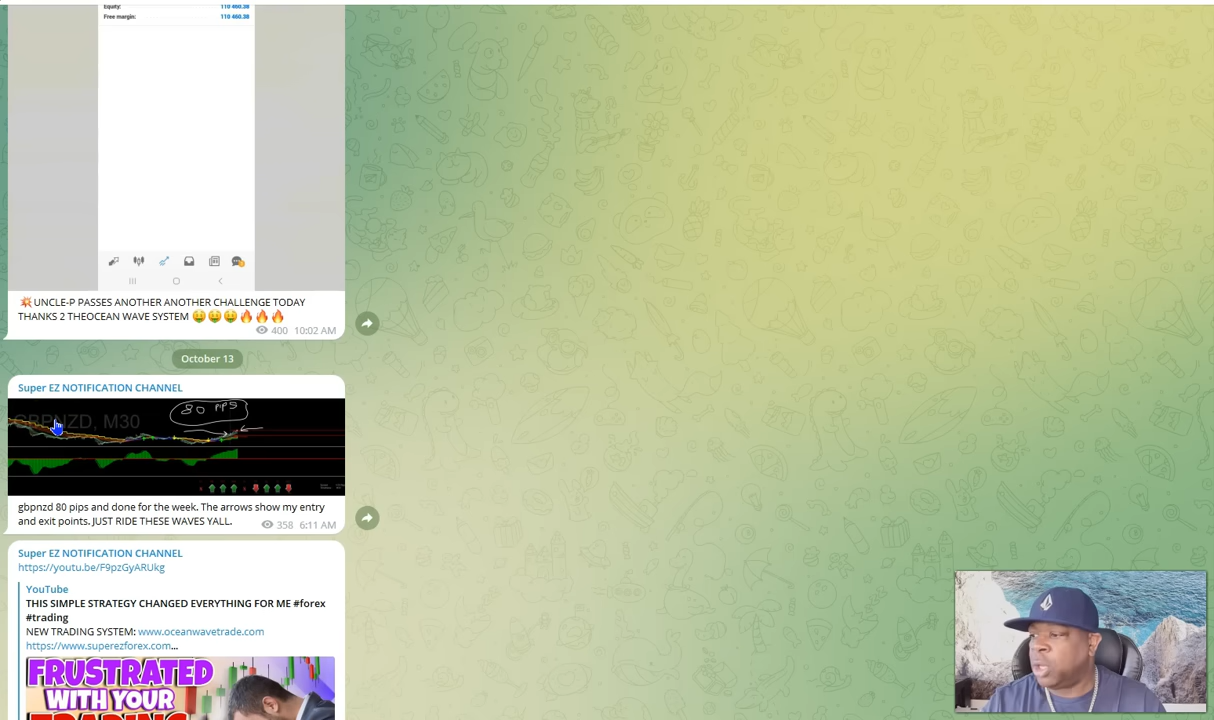 Equity: 110 460.38
Free margin: 110 460.38
💥UNCLE-P PASSES ANOTHER ANOTHER CHALLENGE TODAY
THANKS 2 THEOCEAN WAVE SYSTEM 🤑🤑🤑🔥🔥🔥
400 10:02 AM
October 13
Super EZ NOTIFICATION CHANNEL
80 PIPS
GBPNZD, M30
gbpnzd 80 pips and done for the week. The arrows show my entry
and exit points. JUST RIDE THESE WAVES YALL.
358 6:11 AM
Super EZ NOTIFICATION CHANNEL
https://youtu.be/F9pzGyARUkg
YouTube
THIS SIMPLE STRATEGY CHANGED EVERYTHING FOR ME #forex
#trading
NEW TRADING SYSTEM: www.oceanwavetrade.com
https://www.superezforex.com...
FRUSTRATED
WITH YOUR
TRADING